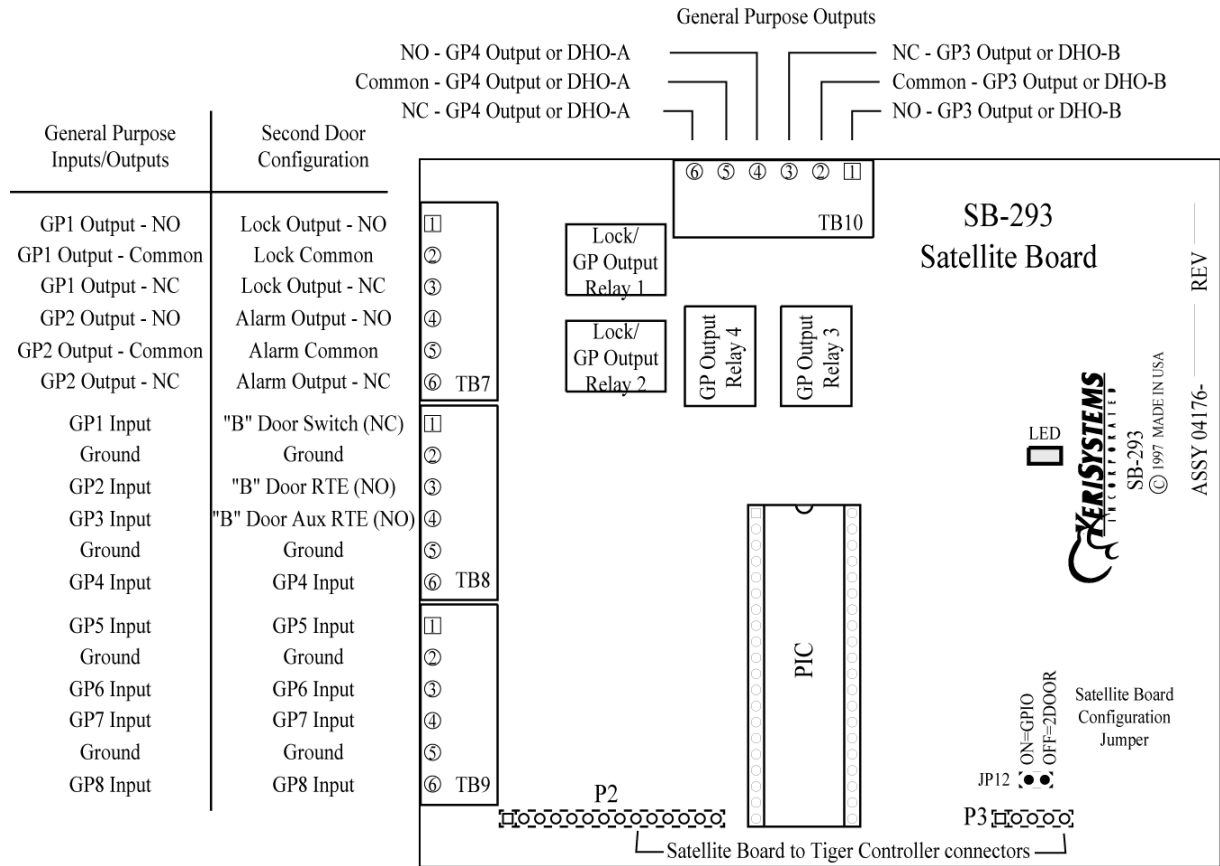 General Purpose Outputs
NO - GP4 Output or DHO-A
NC - GP3 Output or DHO-B
Common - GP4 Output or DHO-A
Common - GP3 Output or DHO-B
NC - GP4 Output or DHO-A
NO - GP3 Output or DHO-B
General Purpose
Inputs/Outputs
Second Door
Configuration
6 5 4 3 2 1
TB10
SB-293
Satellite Board
GP1 Output - NO Lock Output - NO 1
GP1 Output - Common Lock Common 2
GP1 Output - NC Lock Output - NC 3
GP2 Output - NO Alarm Output - NO 4
GP2 Output - Common Alarm Common 5
GP2 Output - NC Alarm Output - NC 6 TB7
GP1 Input "B" Door Switch (NC) 1
Ground Ground 2
GP2 Input "B" Door RTE (NO) 3
GP3 Input "B" Door Aux RTE (NO) 4
Ground Ground 5
GP4 Input GP4 Input 6 TB8
GP5 Input GP5 Input 1
Ground Ground 2
GP6 Input GP6 Input 3
GP7 Input GP7 Input 4
Ground Ground 5
GP8 Input GP8 Input 6 TB9
Lock/
GP Output
Relay 1
Lock/
GP Output
Relay 2
GP Output
Relay 4
GP Output
Relay 3
LED
VERISYSTEMS
INCORPORATED
SB-293
© 1997 MADE IN USA
ASSY 04176- REV
PIC
ON=GPIO
OFF=2DOOR
Satellite Board
Configuration
Jumper
JP12
P2
P3
Satellite Board to Tiger Controller connectors